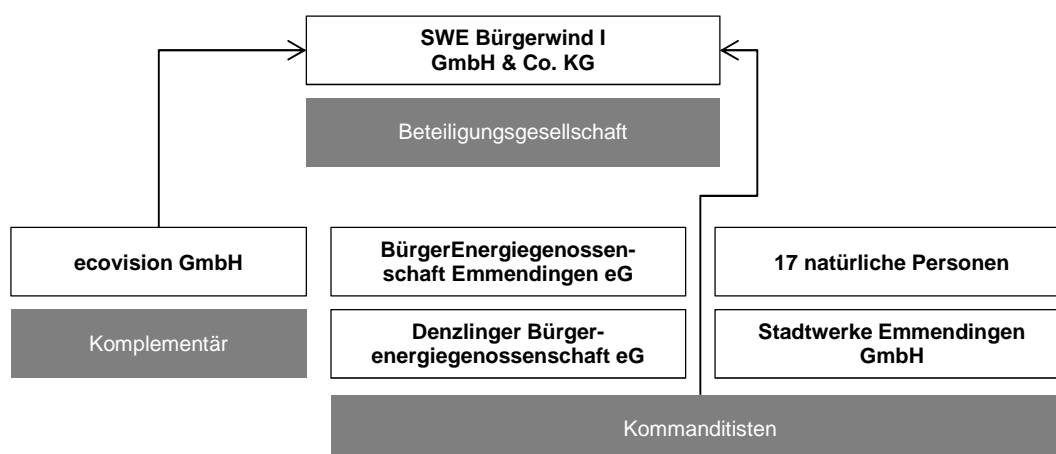 SWE Bürgerwind I
GmbH & Co. KG
Beteiligungsgesellschaft
ecovision GmbH
Komplementär
BürgerEnergiegenossen-
schaft Emmendingen eG
17 natürliche Personen
Denzlinger Bürger-
energiegenossenschaft eG
Stadtwerke Emmendingen
GmbH
Kommanditisten